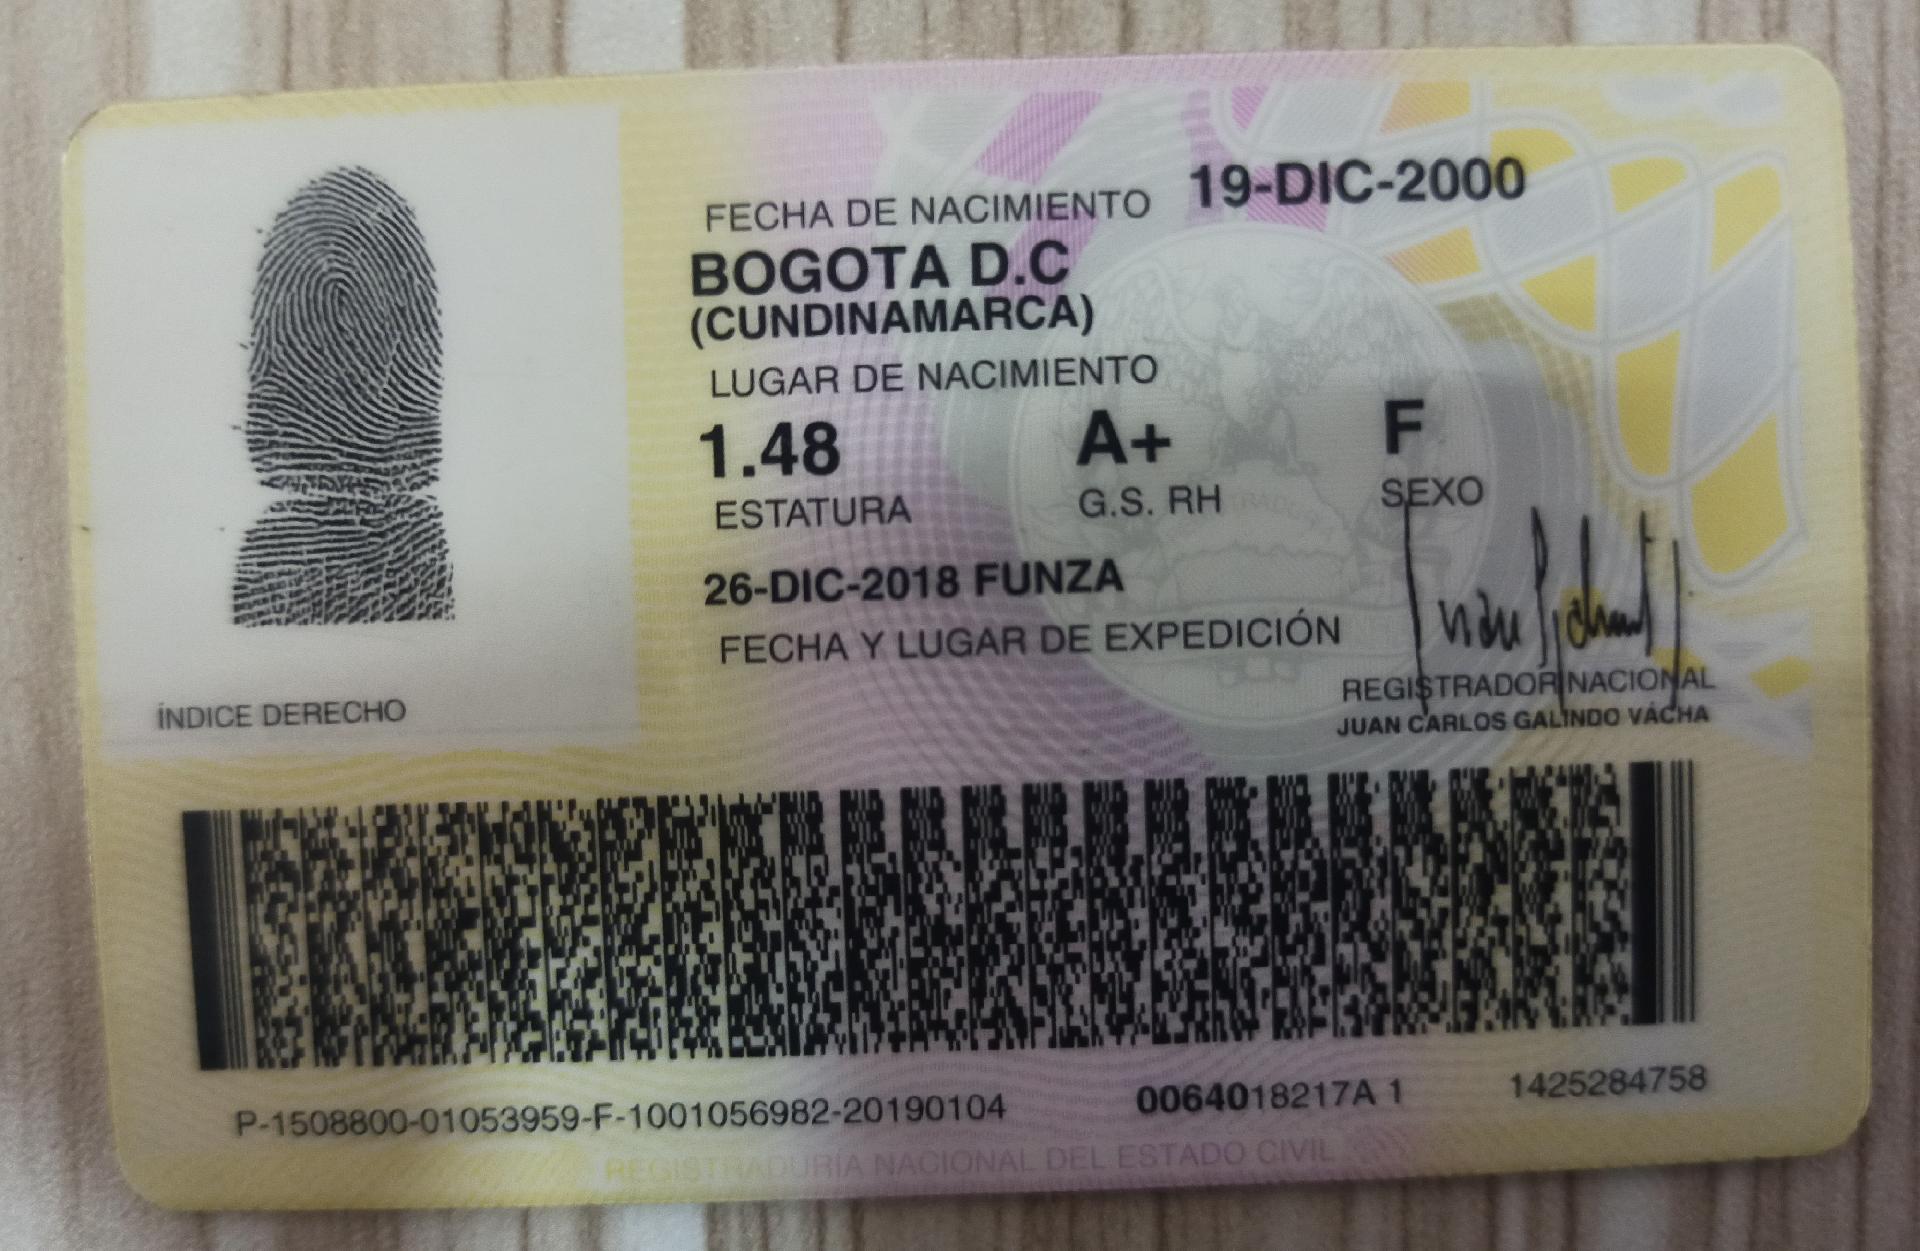 FECHA DE NACIMIENTO 19-DIC-2000
BOGOTA D.C
(CUNDINAMARCA)
LUGAR DE NACIMIENTO
1.48 A+ F
ESTATURA G.S. RH SEXO
26-DIC-2018 FUNZA
FECHA Y LUGAR DE EXPEDICIÓN
REGISTRADOR NACIONAL
JUAN CARLOS GALINDO VÁCHA
ÍNDICE DERECHO
P-1508800-01053959-F-1001056982-20190104 0064018217A 1 1425284758
REGISTRADURÍA NACIONAL DEL ESTADO CIVIL